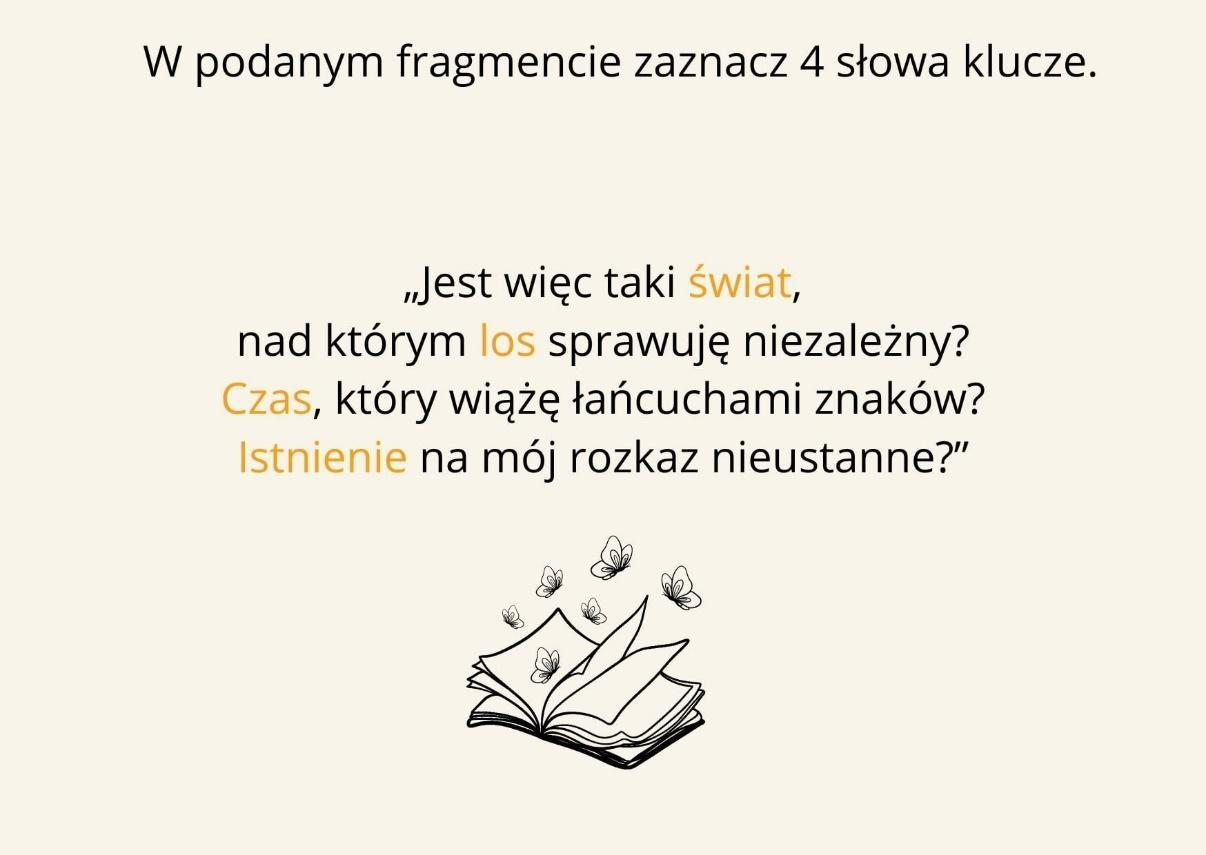 W podanym fragmencie zaznacz 4 słowa klucze.
„Jest więc taki świat,
nad którym los sprawuję niezależny?
Czas, który wiążę łańcuchami znaków?
Istnienie na mój rozkaz nieustanne?”